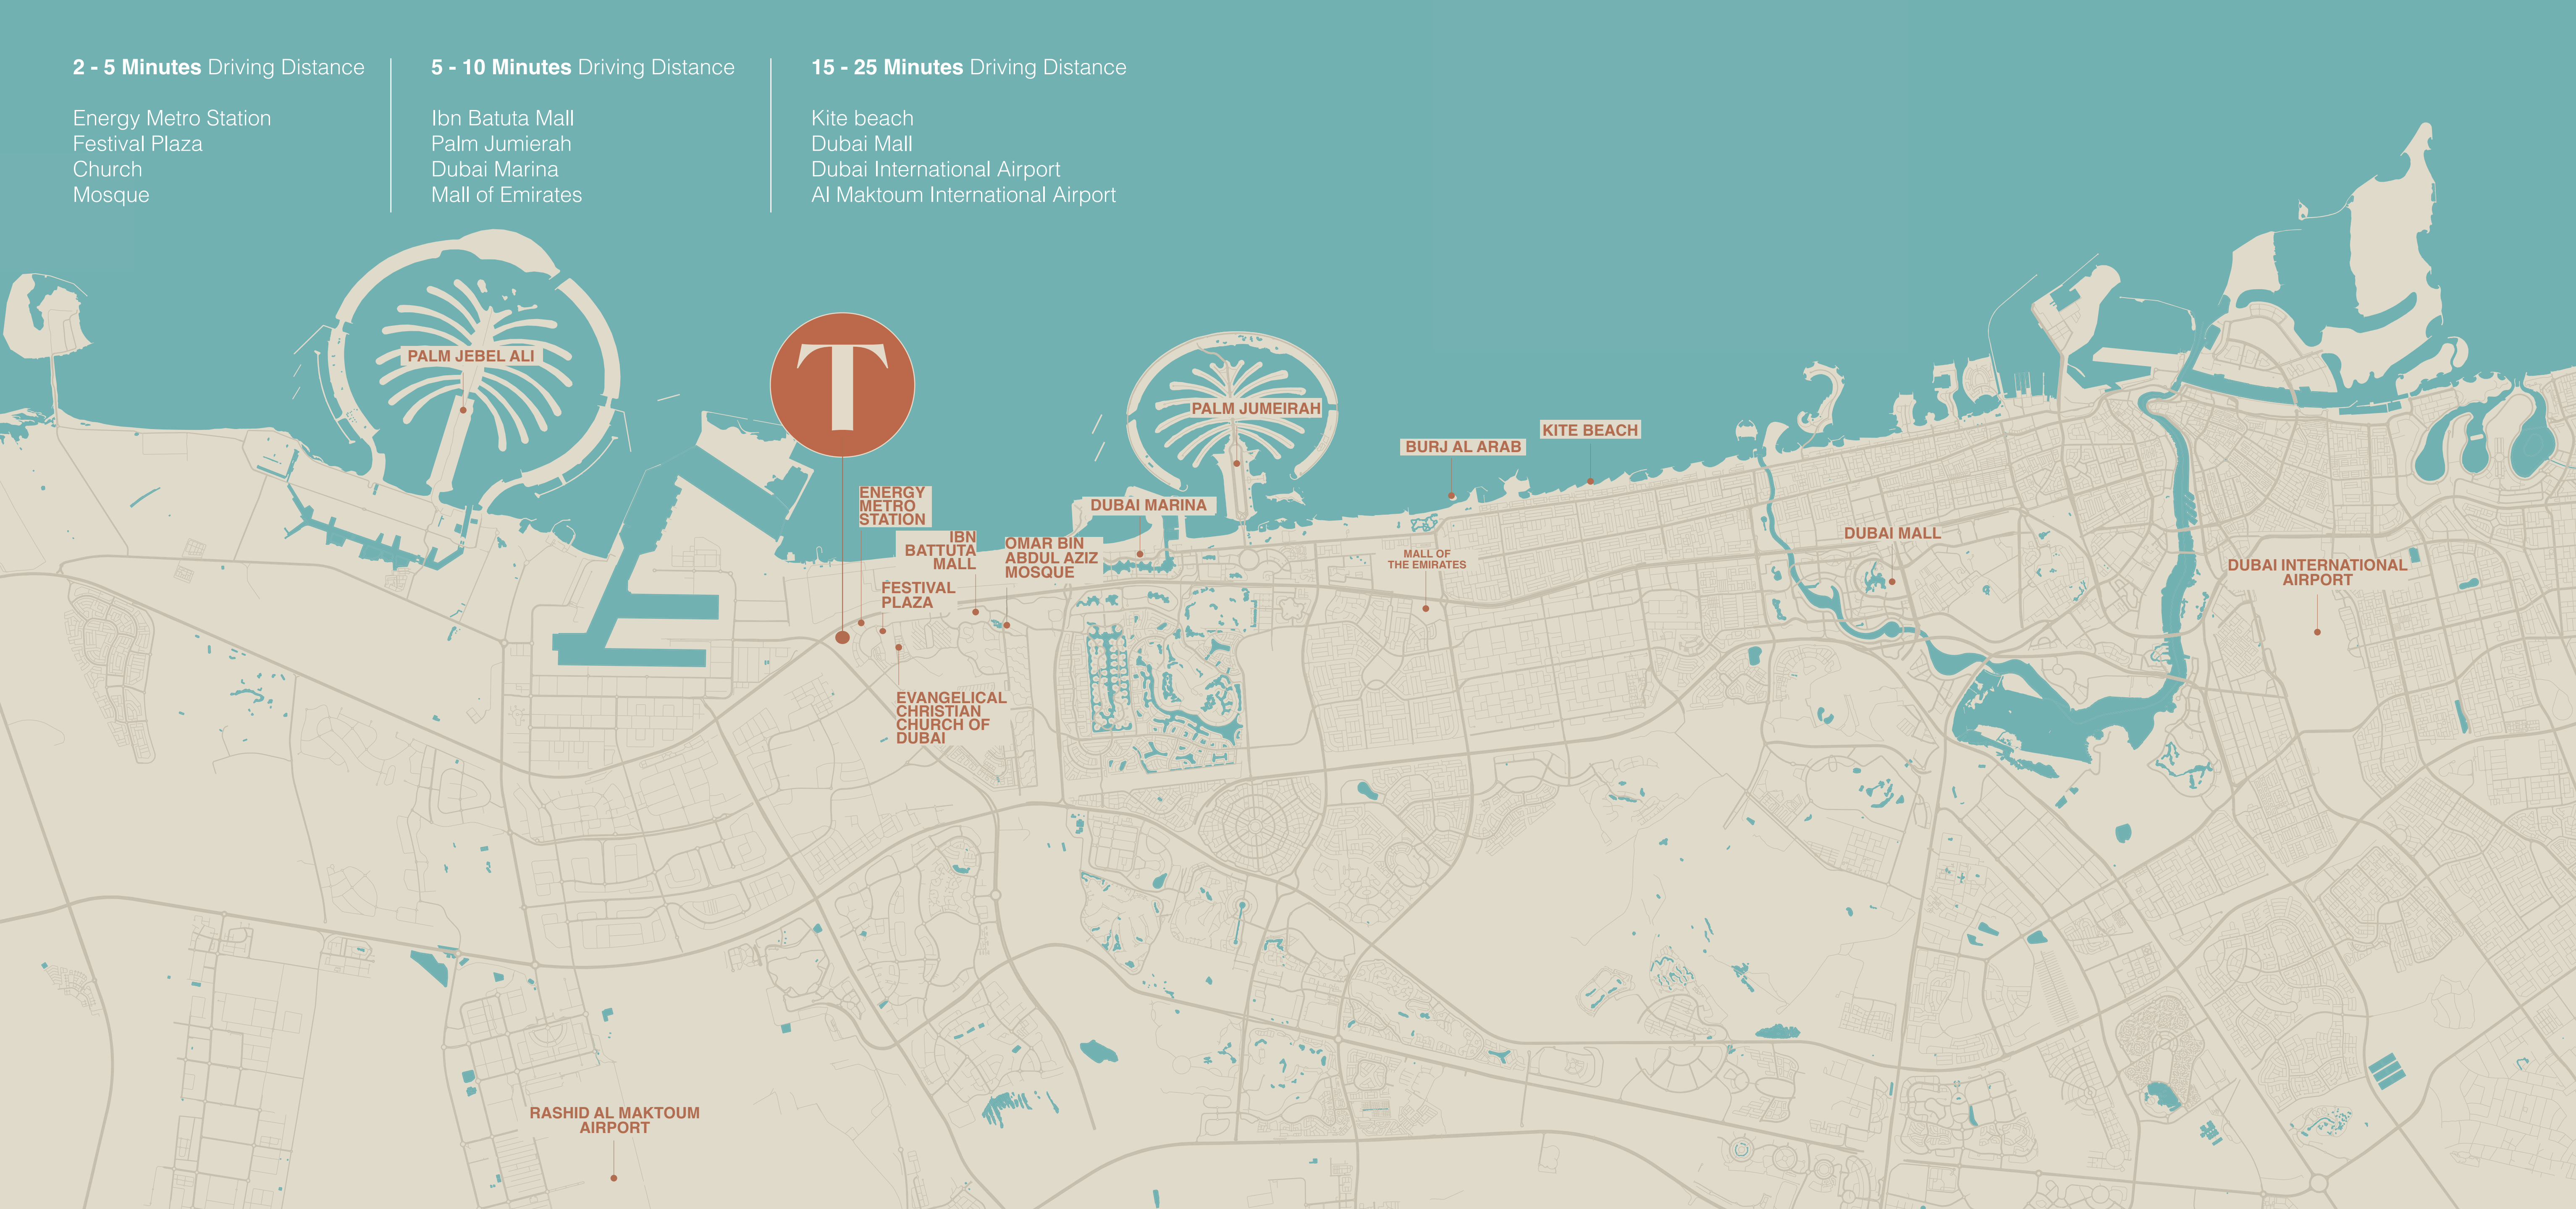 2 - 5 Minutes Driving Distance
Energy Metro Station
Festival Plaza
Church
Mosque
5 - 10 Minutes Driving Distance
Ibn Batuta Mall
Palm Jumierah
Dubai Marina
Mall of Emirates
15 - 25 Minutes Driving Distance
Kite beach
Dubai Mall
Dubai International Airport
Al Maktoum International Airport
PALM JEBEL ALI
T
PALM JUMEIRAH
BURJ AL ARAB
KITE BEACH
ENERGY
METRO
STATION
IBN
BATTUTA
MALL
OMAR BIN
ABDUL AZIZ
MOSQUE
DUBAI MARINA
FESTIVAL
PLAZA
MALL OF
THE EMIRATES
DUBAI MALL
DUBAI INTERNATIONAL
AIRPORT
EVANGELICAL
CHRISTIAN
CHURCH OF
DUBAI
RASHID AL MAKTOUM
AIRPORT